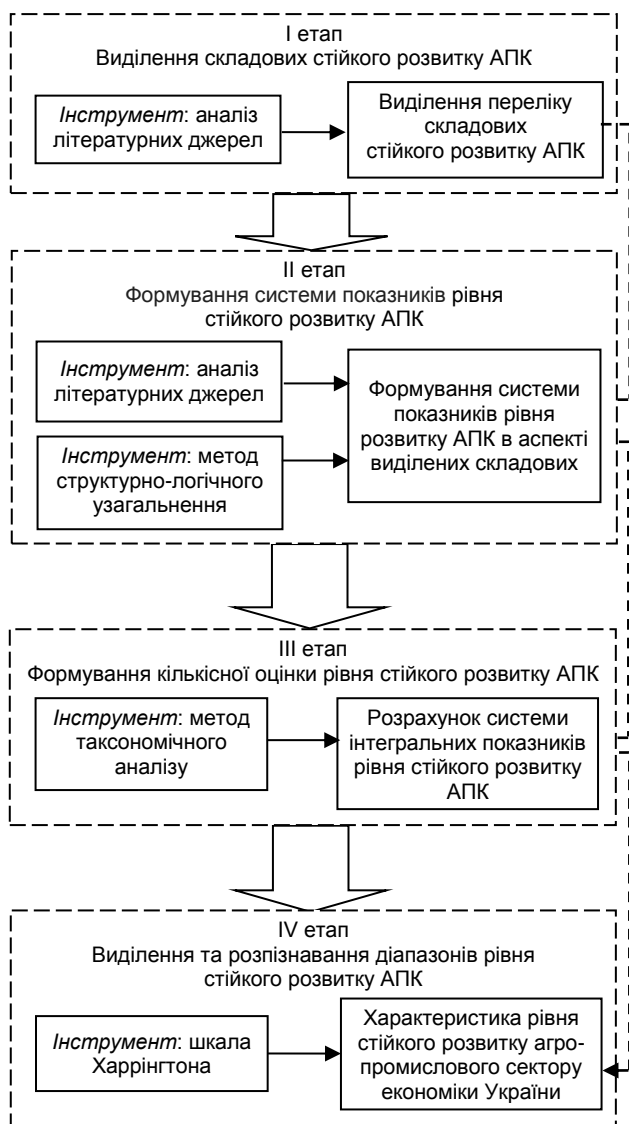 І етап
Виділення складових стійкого розвитку АПК
Інструмент: аналіз
літературних джерел
Виділення переліку
складових
стійкого розвитку АПК
ІІ етап
Формування системи показників рівня
стійкого розвитку АПК
Інструмент: аналіз
літературних джерел
Інструмент: метод
структурно-логічного
узагальнення
Формування системи
показників рівня
розвитку АПК в аспекті
виділених складових
ІІІ етап
Формування кількісної оцінки рівня стійкого розвитку АПК
Інструмент: метод
таксономічного
аналізу
Розрахунок системи
інтегральних показників
рівня стійкого розвитку
АПК
IV етап
Виділення та розпізнавання діапазонів рівня
стійкого розвитку АПК
Інструмент: шкала
Харрінгтона
Характеристика рівня
стійкого розвитку агро-
промислового сектору
економіки України